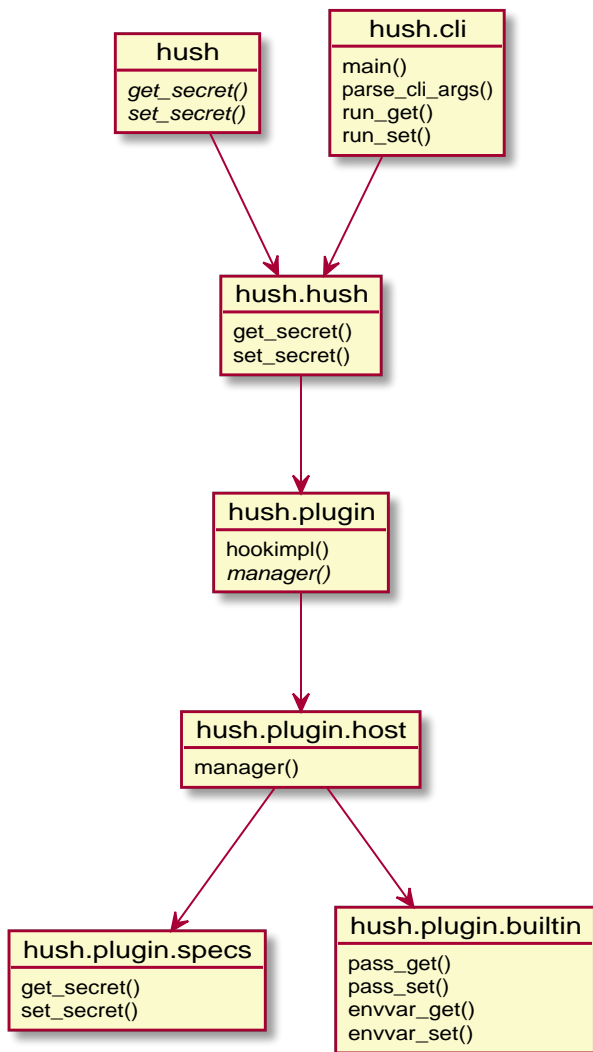 hush
get_secret()
set_secret()
hush.cli
main()
parse_cli_args()
run_get()
run_set()
hush.hush
get_secret()
set_secret()
hush.plugin
hookimpl()
manager()
hush.plugin.host
manager()
hush.plugin.specs
get_secret()
set_secret()
hush.plugin.builtin
pass_get()
pass_set()
envvar_get()
envvar_set()